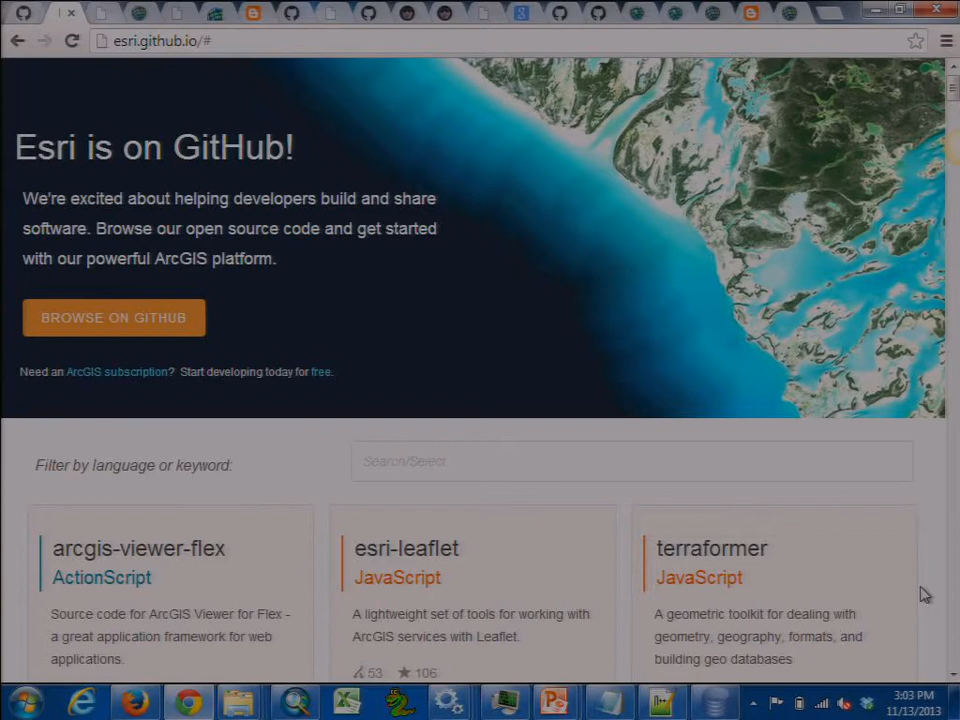 esri.github.io/#
Esri is on GitHub!
We're excited about helping developers build and share
software. Browse our open source code and get started
with our powerful ArcGIS platform.
BROWSE ON GITHUB
Need an ArcGIS subscription? Start developing today for free.
Filter by language or keyword:
Search/Select
arcgis-viewer-flex
ActionScript
Source code for ArcGIS Viewer for Flex -
a great application framework for web
applications.
esri-leaflet
JavaScript
A lightweight set of tools for working with
ArcGIS services with Leaflet.
53 106
terraformer
JavaScript
A geometric toolkit for dealing with
geometry, geography, formats, and
building geo databases
3:03 PM
11/13/2013